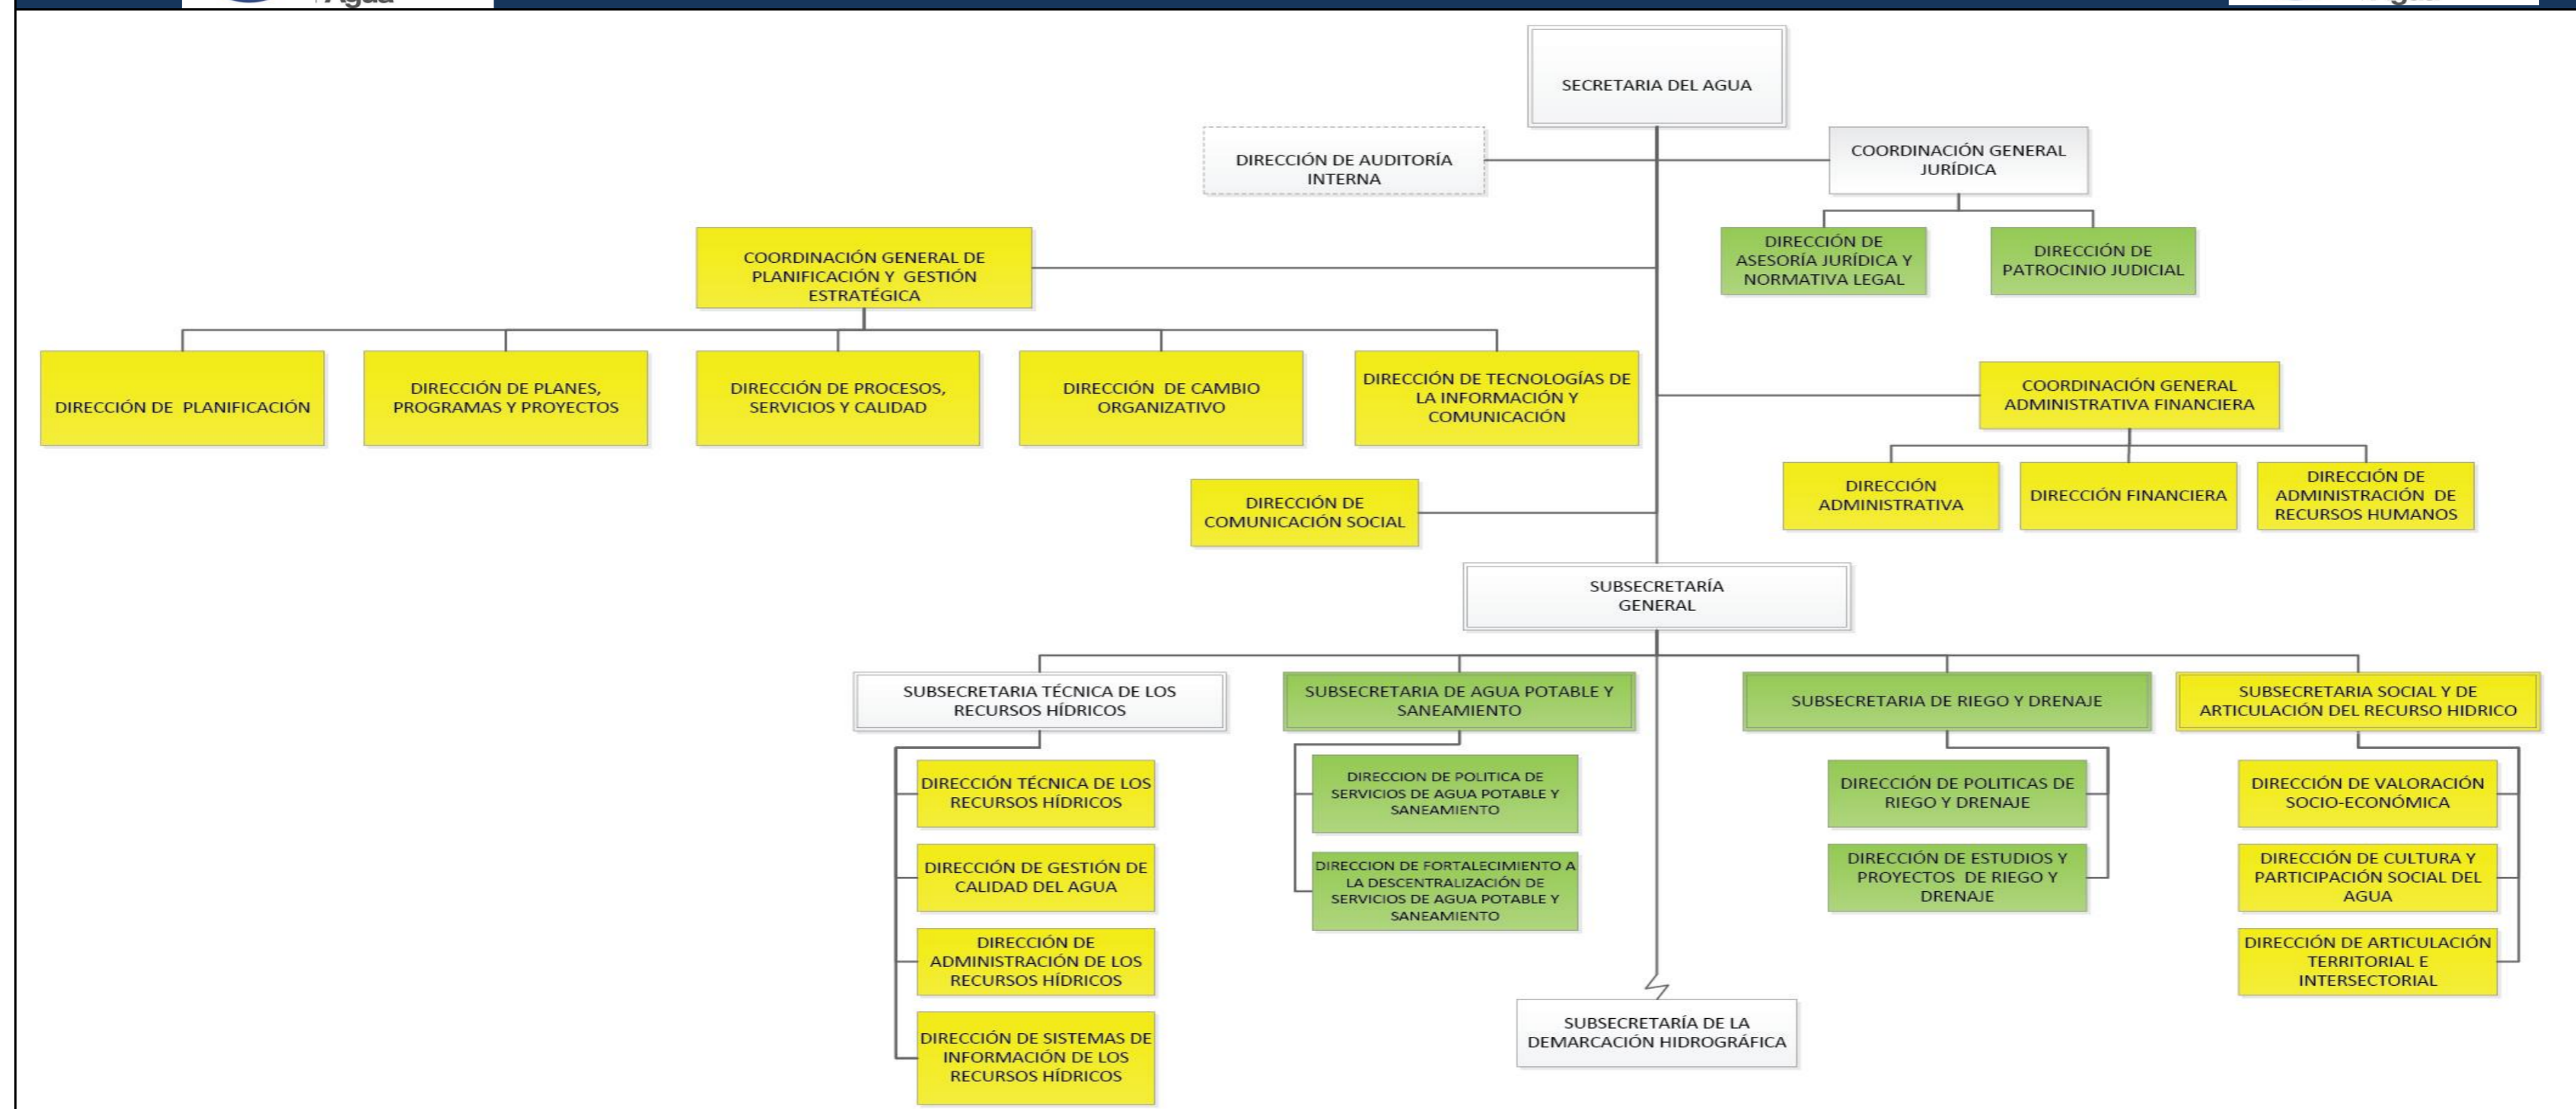 Agua
SECRETARIA DEL AGUA
DIRECCIÓN DE AUDITORÍA
INTERNA
COORDINACIÓN GENERAL
JURÍDICA
DIRECCIÓN DE
ASESORÍA JURÍDICA Y
NORMATIVA LEGAL
DIRECCIÓN DE
PATROCINIO JUDICIAL
COORDINACIÓN GENERAL DE
PLANIFICACIÓN Y GESTIÓN
ESTRATÉGICA
DIRECCIÓN DE PLANIFICACIÓN
DIRECCIÓN DE PLANES,
PROGRAMAS Y PROYECTOS
DIRECCIÓN DE PROCESOS,
SERVICIOS Y CALIDAD
DIRECCIÓN DE CAMBIO
ORGANIZATIVO
DIRECCIÓN DE TECNOLOGÍAS DE
LA INFORMACIÓN Y
COMUNICACIÓN
COORDINACIÓN GENERAL
ADMINISTRATIVA FINANCIERA
DIRECCIÓN
ADMINISTRATIVA
DIRECCIÓN FINANCIERA
DIRECCIÓN DE
ADMINISTRACIÓN DE
RECURSOS HUMANOS
DIRECCIÓN DE
COMUNICACIÓN SOCIAL
SUBSECRETARÍA
GENERAL
SUBSECRETARIA TÉCNICA DE LOS
RECURSOS HÍDRICOS
SUBSECRETARIA DE AGUA POTABLE Y
SANEAMIENTO
SUBSECRETARIA DE RIEGO Y DRENAJE
SUBSECRETARIA SOCIAL Y DE
ARTICULACIÓN DEL RECURSO HIDRICO
DIRECCIÓN TÉCNICA DE LOS
RECURSOS HÍDRICOS
DIRECCIÓN DE GESTIÓN DE
CALIDAD DEL AGUA
DIRECCIÓN DE
ADMINISTRACIÓN DE LOS
RECURSOS HÍDRICOS
DIRECCIÓN DE SISTEMAS DE
INFORMACIÓN DE LOS
RECURSOS HÍDRICOS
DIRECCION DE POLITICA DE
SERVICIOS DE AGUA POTABLE Y
SANEAMIENTO
DIRECCION DE FORTALECIMIENTO A
LA DESCENTRALIZACIÓN DE
SERVICIOS DE AGUA POTABLE Y
SANEAMIENTO
DIRECCIÓN DE POLITICAS DE
RIEGO Y DRENAJE
DIRECCIÓN DE ESTUDIOS Y
PROYECTOS DE RIEGO Y
DRENAJE
DIRECCIÓN DE VALORACIÓN
SOCIO-ECONÓMICA
DIRECCIÓN DE CULTURA Y
PARTICIPACIÓN SOCIAL DEL
AGUA
DIRECCIÓN DE ARTICULACIÓN
TERRITORIAL E
INTERSECTORIAL
SUBSECRETARÍA DE LA
DEMARCACIÓN HIDROGRÁFICA